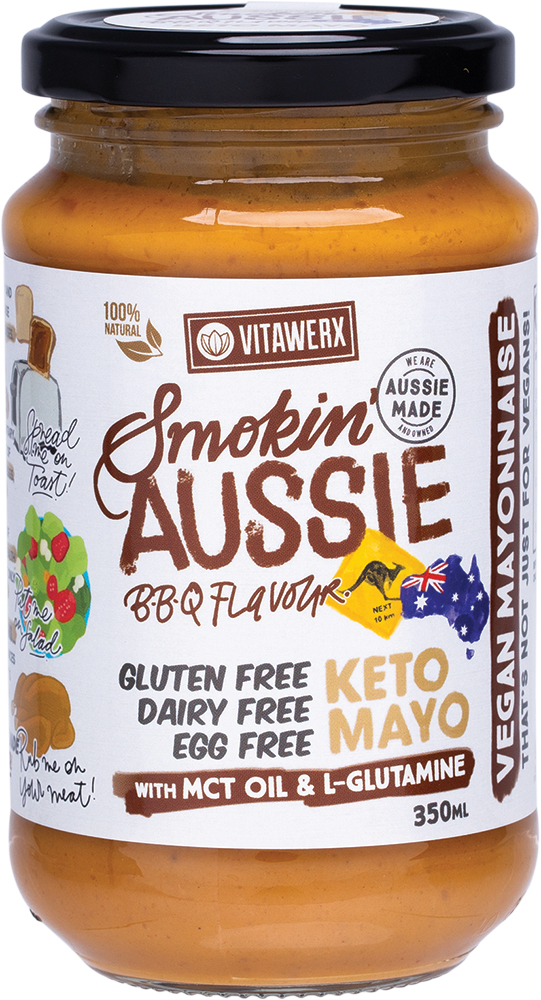 100%
NATURAL
VITAWERX
WE ARE
AUSSIE
MADE
AND OWNED
Smokin'
AUSSIE
B·B·Q FLAVOUR.
NEXT
10 km
GLUTEN FREE
DAIRY FREE
EGG FREE
KETO
MAYO
WITH MCT OIL & L-GLUTAMINE
350ML
Spread
me on
Toast!
Pet me
Salad
Rub me on
your meat!
VEGAN MAYONNAISE
THAT'S NOT JUST FOR VEGANS!